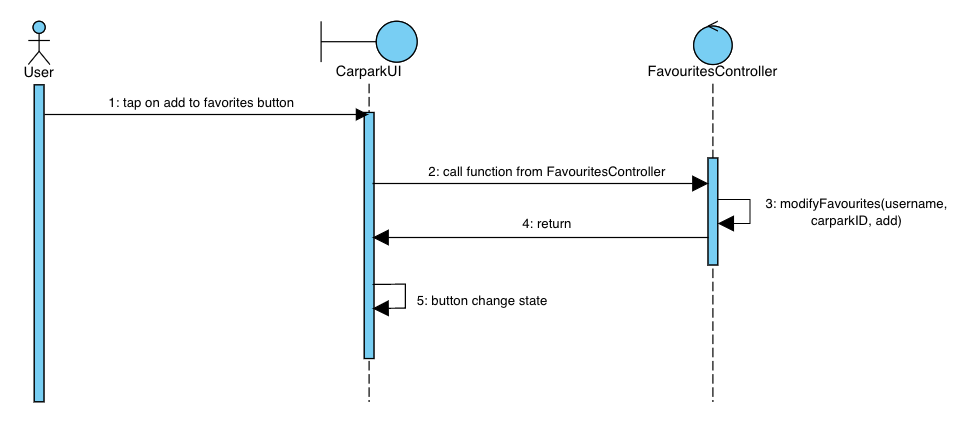 User
CarparkUI
FavouritesController
1: tap on add to favorites button
2: call function from FavouritesController
3: modifyFavourites(username,
carparkID, add)
4: return
5: button change state